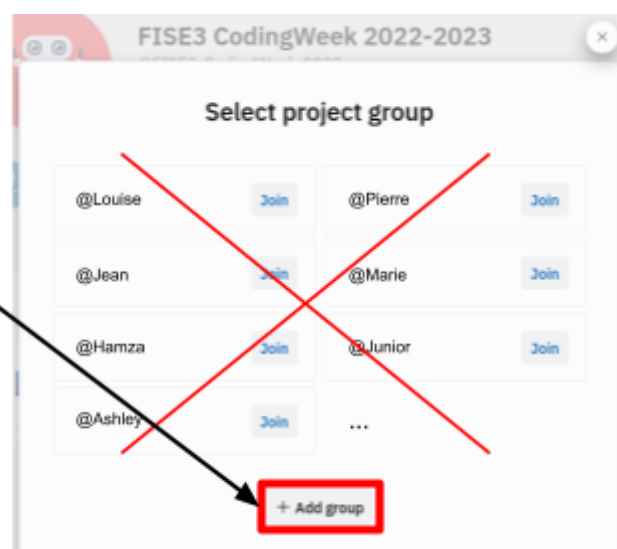 FISE3 CodingWeek 2022-2023
Select project group
@Louise Join @Pierre Join
@Jean Join @Marie Join
@Hamza Join @Junior Join
@Ashley Join ...
+ Add group